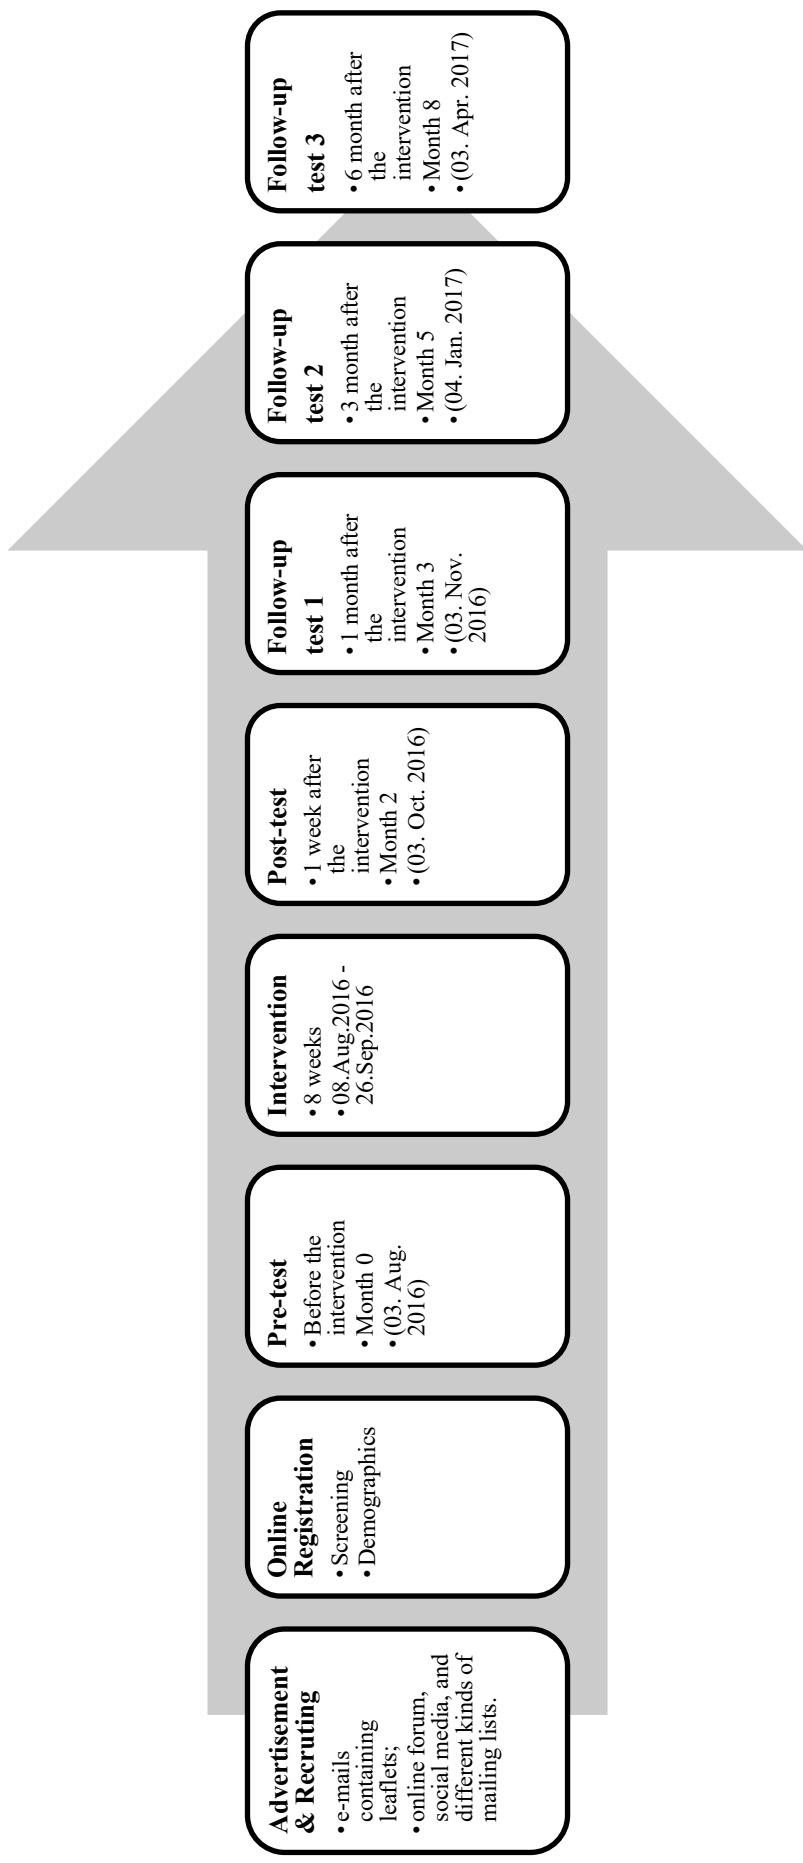 Advertisement
& Recruting
•e-mails
containing
leaflets;
•online forum,
social media, and
different kinds of
mailing lists.
Online
Registration
•Screening
•Demographics
Pre-test
•Before the
intervention
•Month 0
•(03. Aug.
2016)
Intervention
•8 weeks
•08.Aug.2016 -
26.Sep.2016
Post-test
•1 week after
the
intervention
•Month 2
•(03. Oct. 2016)
Follow-up
test 1
•1 month after
the
intervention
•Month 3
•(03. Nov.
2016)
Follow-up
test 2
•3 month after
the
intervention
•Month 5
•(04. Jan. 2017)
Follow-up
test 3
•6 month after
the
intervention
•Month 8
•(03. Apr. 2017)